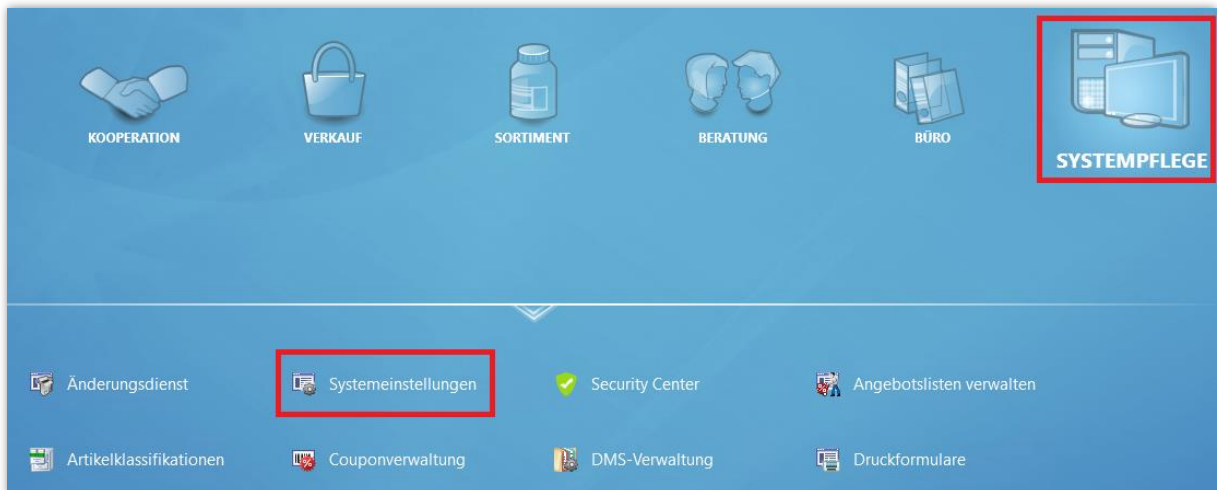 KOOPERATION
VERKAUF
SORTIMENT
BERATUNG
BÜRO
SYSTEMPFLEGE
Änderungsdienst
Systemeinstellungen
Security Center
Angebotslisten verwalten
Artikelklassifikationen
Couponverwaltung
DMS-Verwaltung
Druckformulare